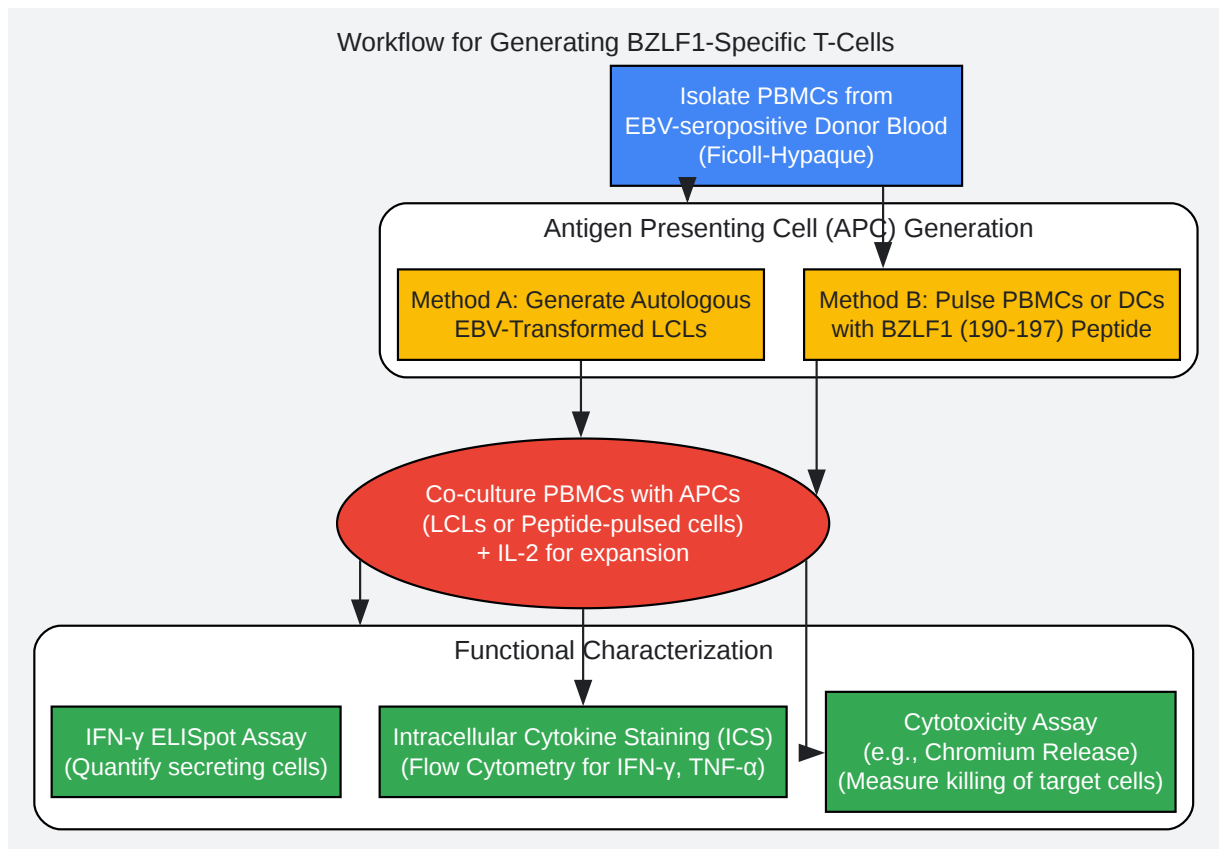 Workflow for Generating BZLF1-Specific T-Cells
Isolate PBMCs from
EBV-seropositive Donor Blood
(Ficoll-Hypaque)
Antigen Presenting Cell (APC) Generation
Method A: Generate Autologous
EBV-Transformed LCLs
Method B: Pulse PBMCs or DCs
with BZLF1 (190-197) Peptide
Co-culture PBMCs with APCs
(LCLs or Peptide-pulsed cells)
+ IL-2 for expansion
Functional Characterization
IFN-γ ELISpot Assay
(Quantify secreting cells)
Intracellular Cytokine Staining (ICS)
(Flow Cytometry for IFN-γ, TNF-α)
Cytotoxicity Assay
(e.g., Chromium Release)
(Measure killing of target cells)